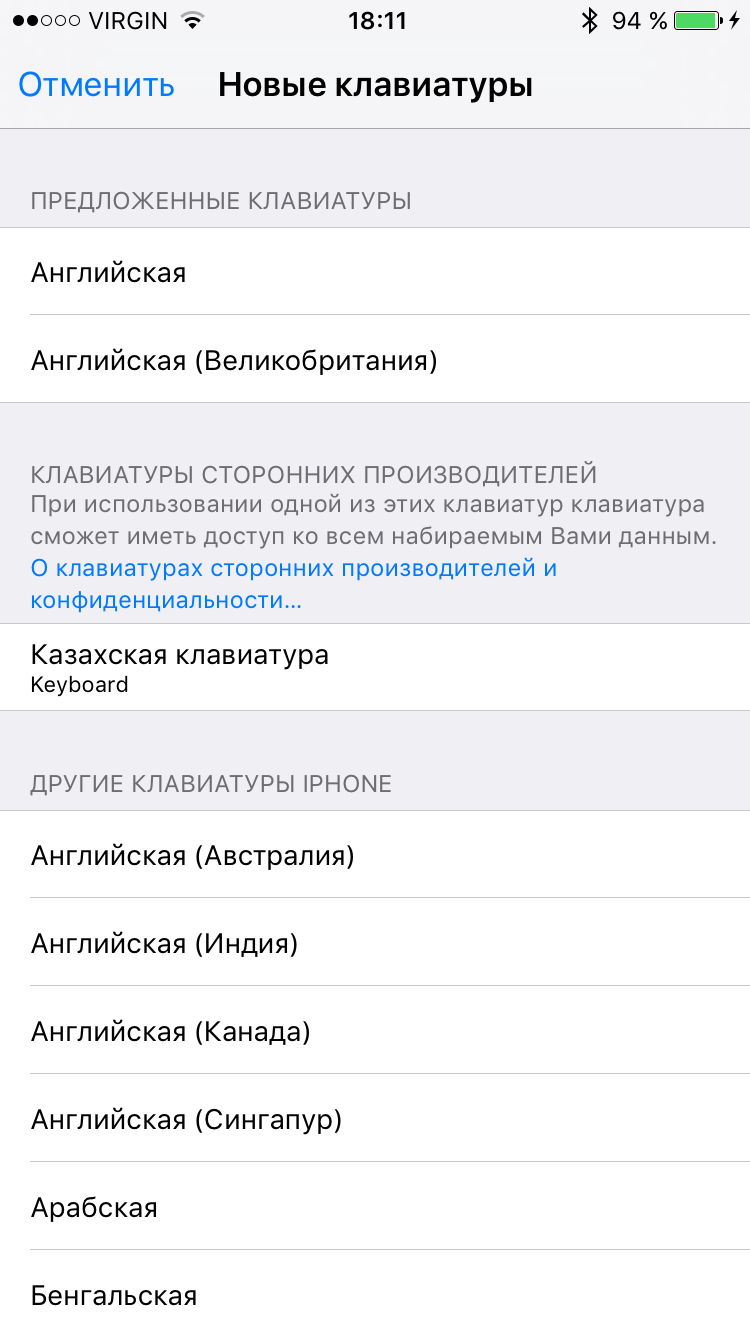 VIRGIN 18:11 94 %
Отменить Новые клавиатуры
ПРЕДЛОЖЕННЫЕ КЛАВИАТУРЫ
Английская
Английская (Великобритания)
КЛАВИАТУРЫ СТОРОННИХ ПРОИЗВОДИТЕЛЕЙ
При использовании одной из этих клавиатур клавиатура
сможет иметь доступ ко всем набираемым Вами данным.
О клавиатурах сторонних производителей и
конфиденциальности...
Казахская клавиатура
Keyboard
ДРУГИЕ КЛАВИАТУРЫ IPHONE
Английская (Австралия)
Английская (Индия)
Английская (Канада)
Английская (Сингапур)
Арабская
Бенгальская